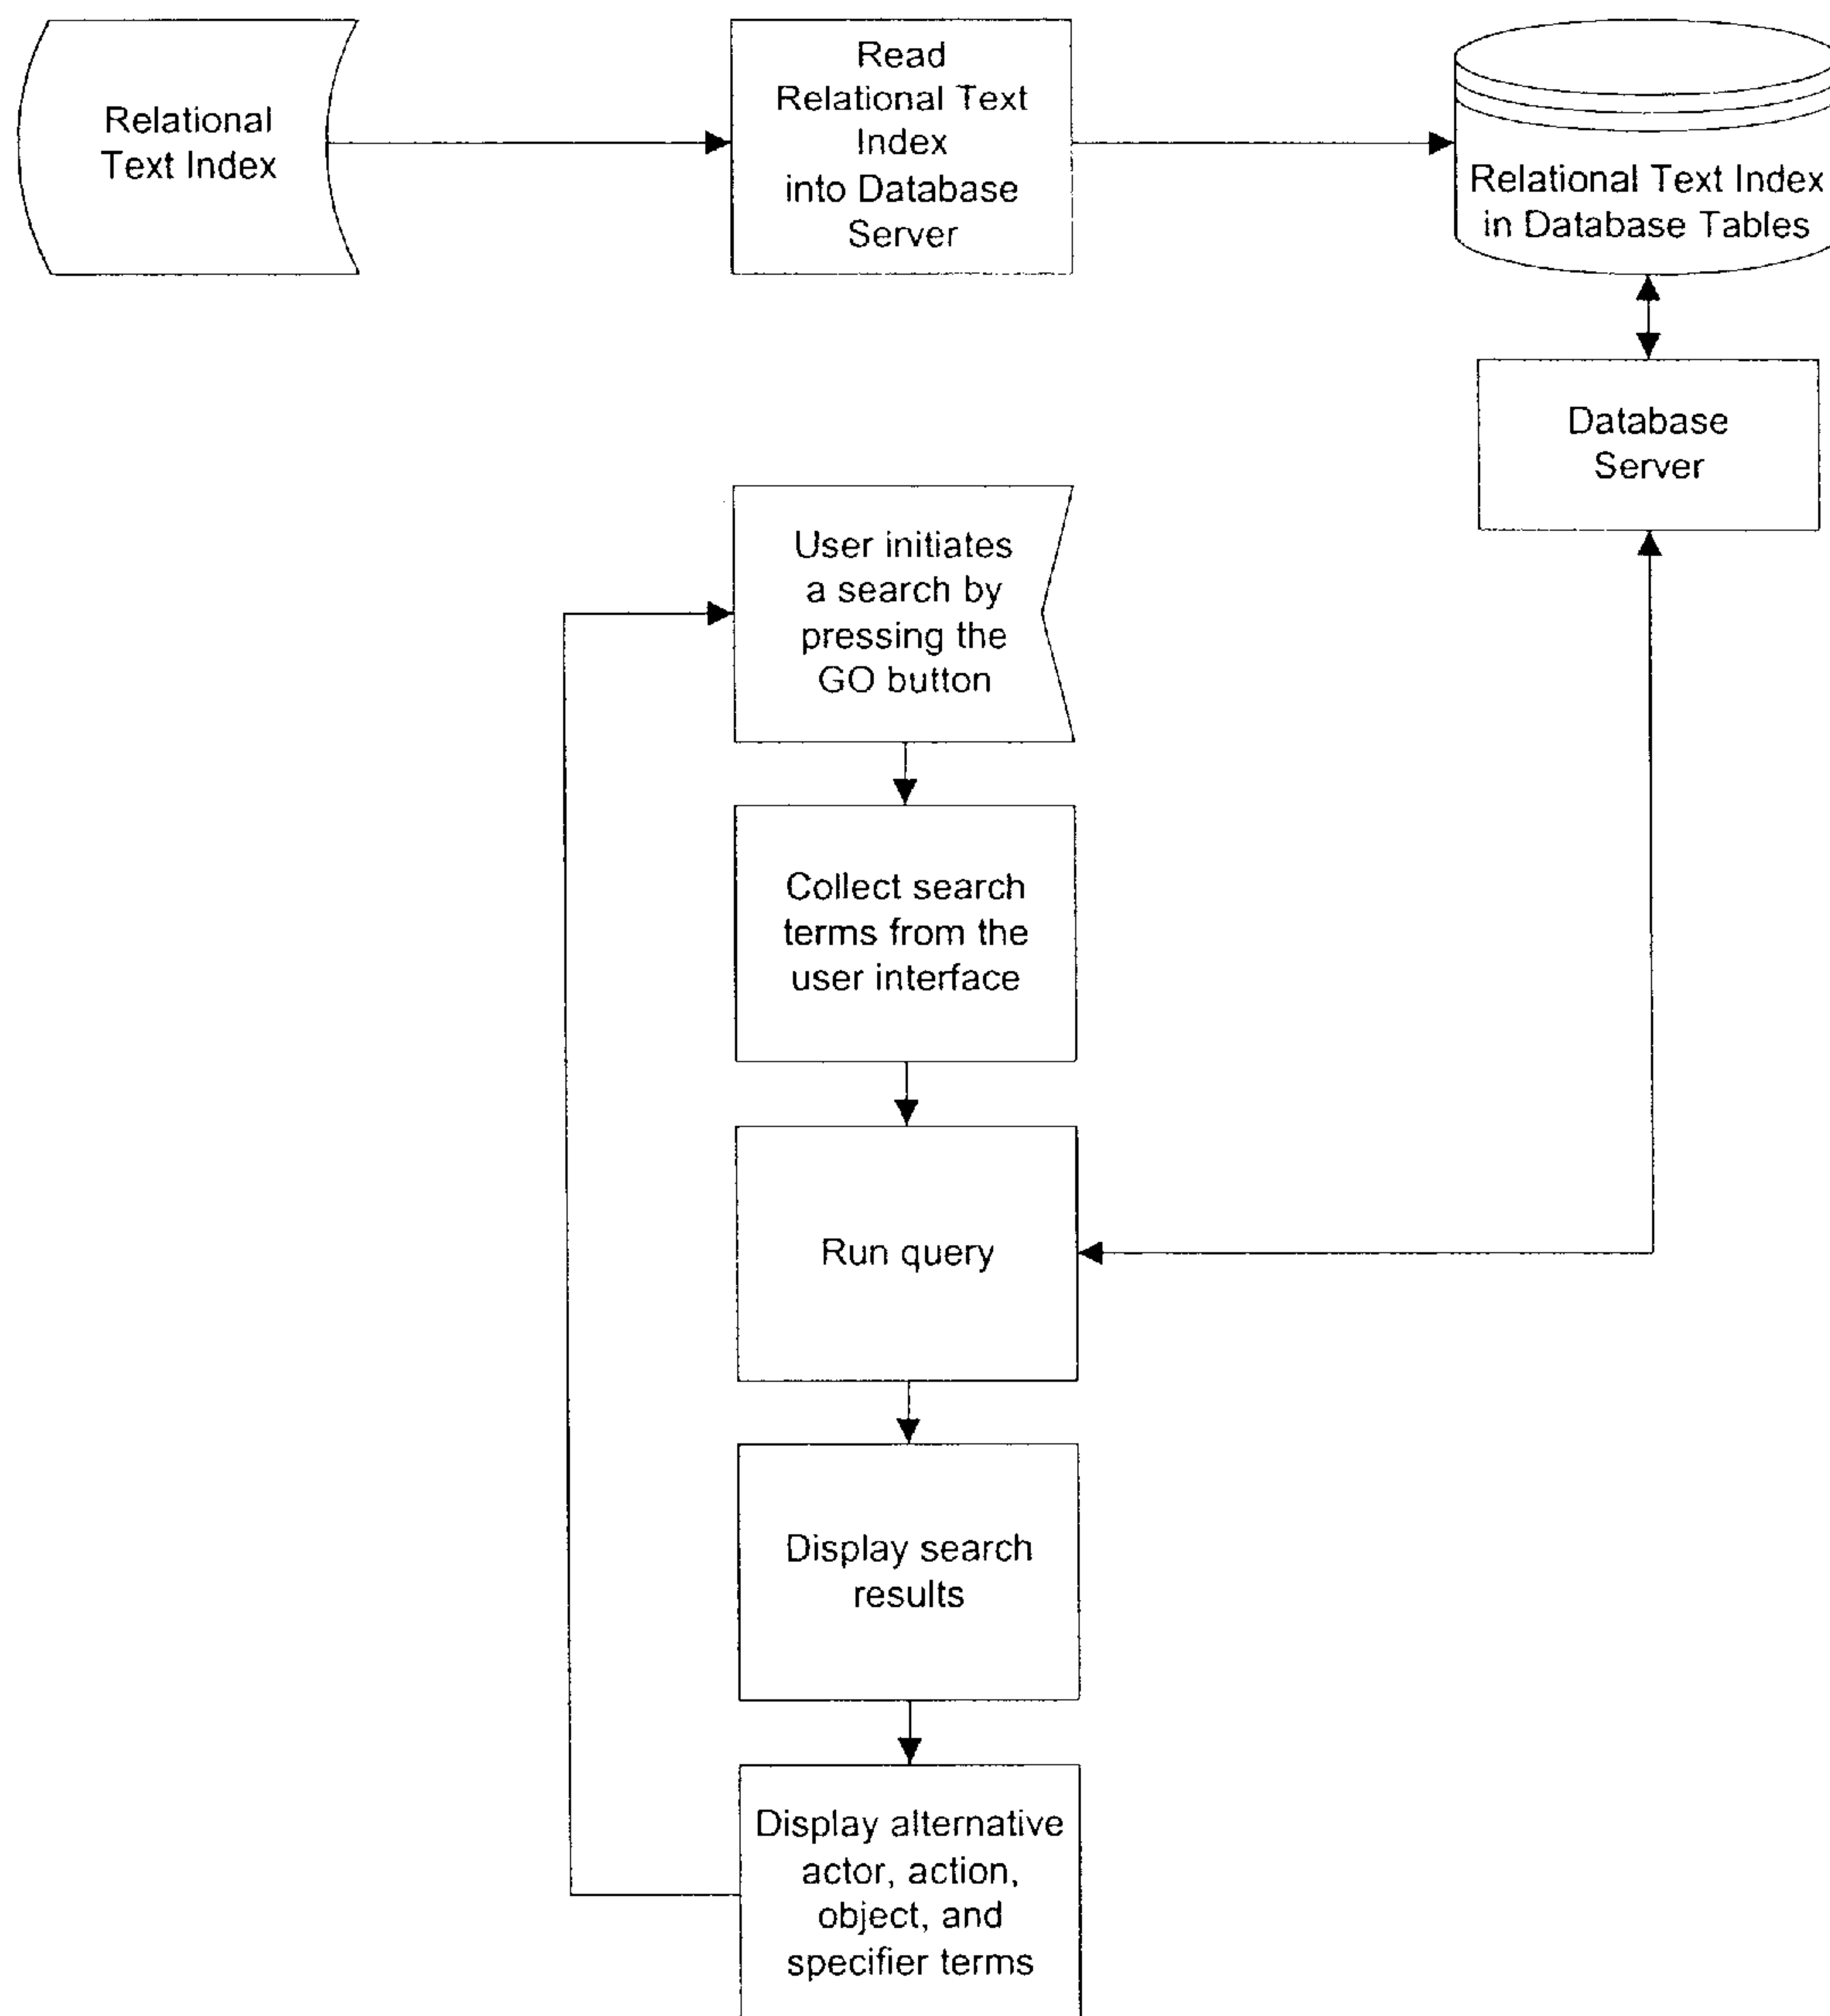 Relational
Text Index
Read
Relational Text
Index
into Database
Server
Relational Text Index
in Database Tables
Database
Server
User initiates
a search by
pressing the
GO button
Collect search
terms from the
user interface
Run query
Display search
results
Display alternative
actor, action,
object, and
specifier terms